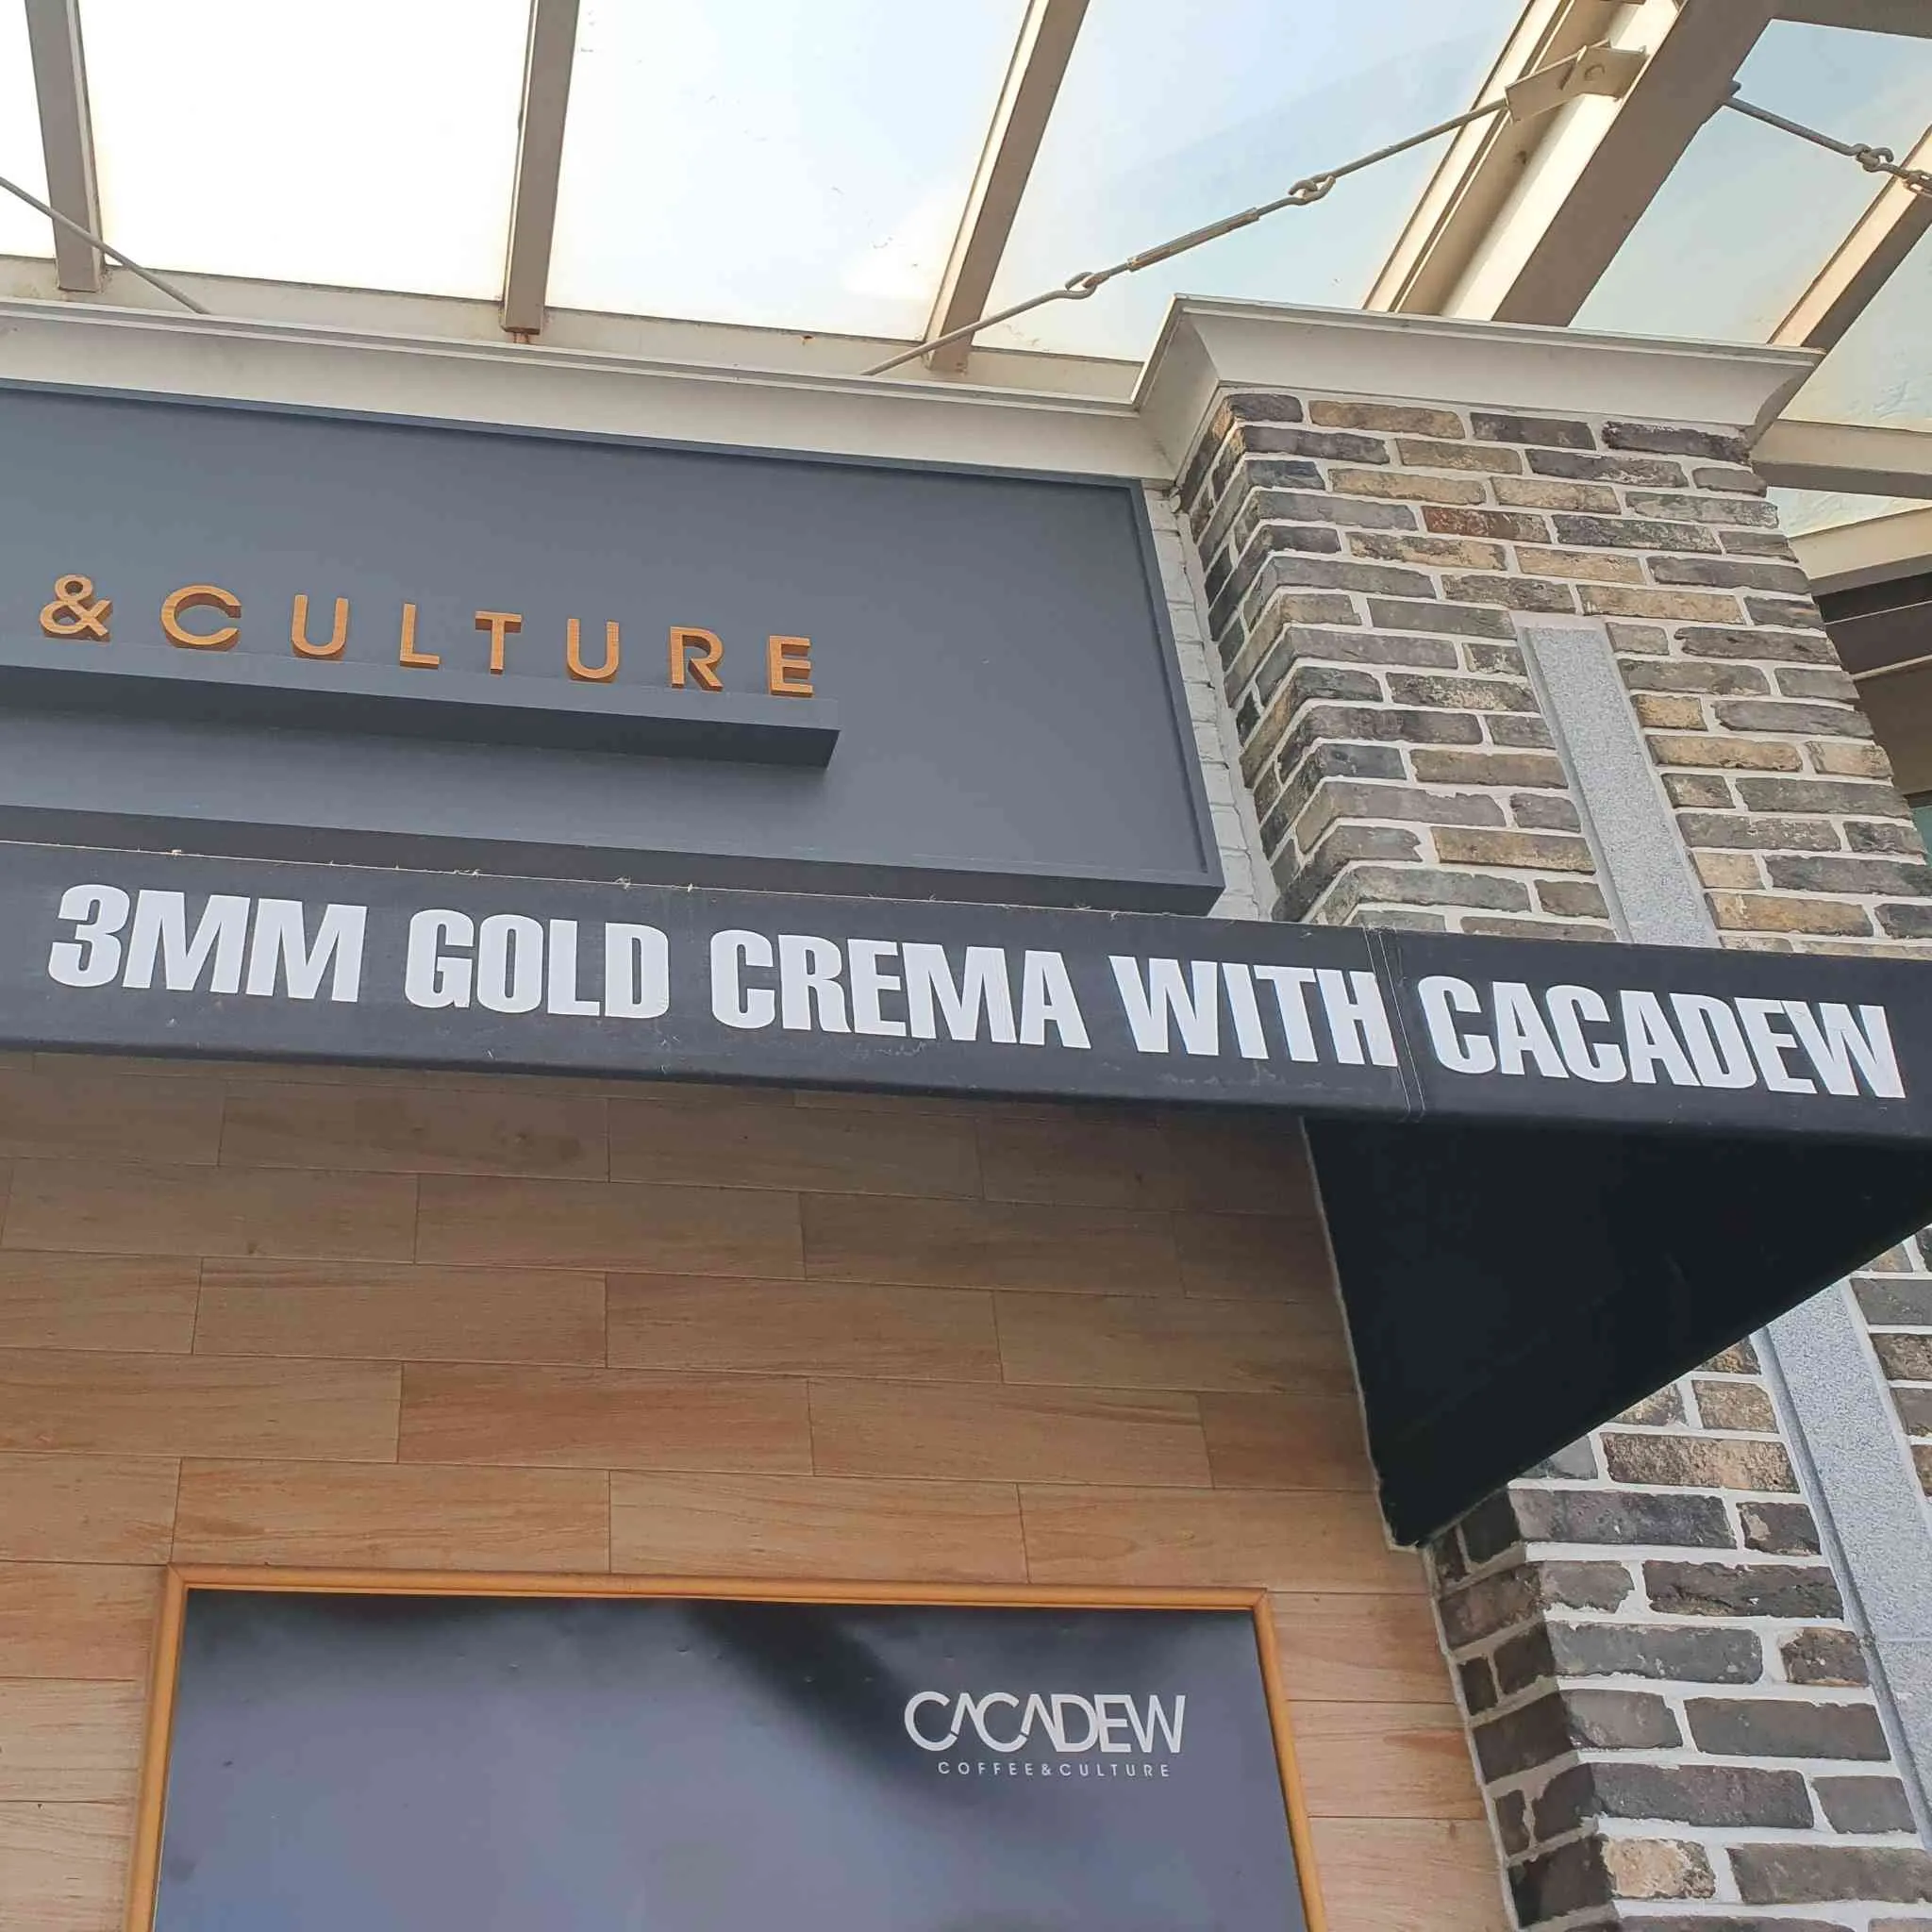 &CULTURE
3MM GOLD CREMA WITH CACADEW
CACADEW
COFFEE&CULTURE